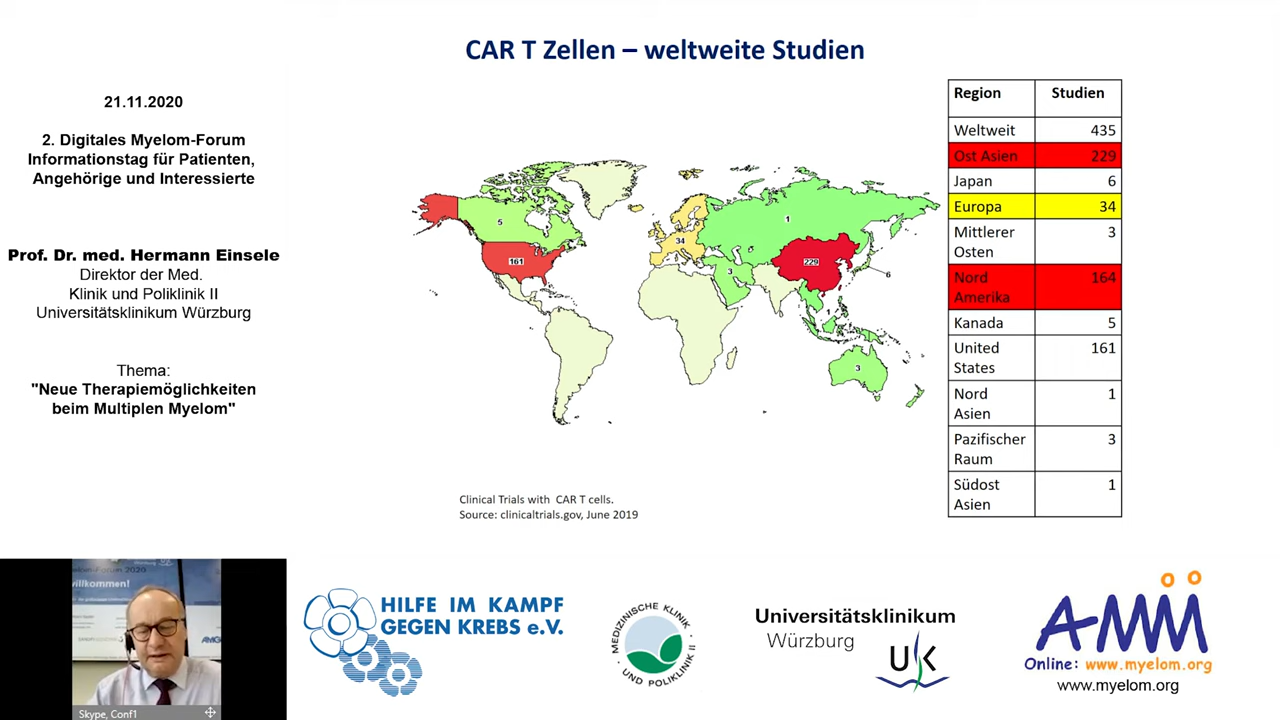 CAR T Zellen – weltweite Studien
21.11.2020
2. Digitales Myelom-Forum
Informationstag für Patienten,
Angehörige und Interessierte
Prof. Dr. med. Hermann Einsele
Direktor der Med.
Klinik und Poliklinik II
Universitätsklinikum Würzburg
Thema:
"Neue Therapiemöglichkeiten
beim Multiplen Myelom"
5
161
34
1
3
229
6
1
3
Clinical Trials with CAR T cells.
Source: clinicaltrials.gov, June 2019
Region Studien
Weltweit 435
Ost Asien 229
Japan 6
Europa 34
Mittlerer 3
Osten
Nord 164
Amerika
Kanada 5
United 161
States
Nord 1
Asien
Pazifischer 3
Raum
Südost 1
Asien
willkommen!
Skype, Conf1
HILFE IM KAMPF
GEGEN KREBS e.V.
MEDIZINISCHE KLINIK
UND POLIKLINIK II
Universitätsklinikum
Würzburg
UK
AMM
Online: www.myelom.org
www.myelom.org